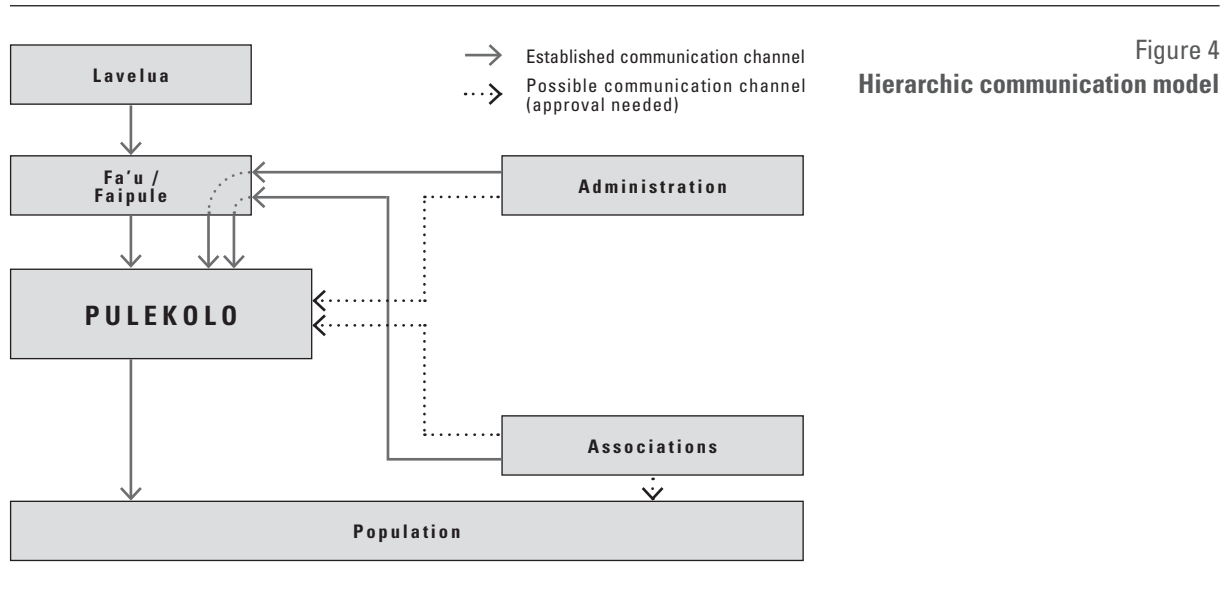 Figure 4
Hierarchic communication model
Established communication channel
Possible communication channel
(approval needed)
Lavelua
Fa'u /
Faipule
Administration
PULEKOLO
Associations
Population